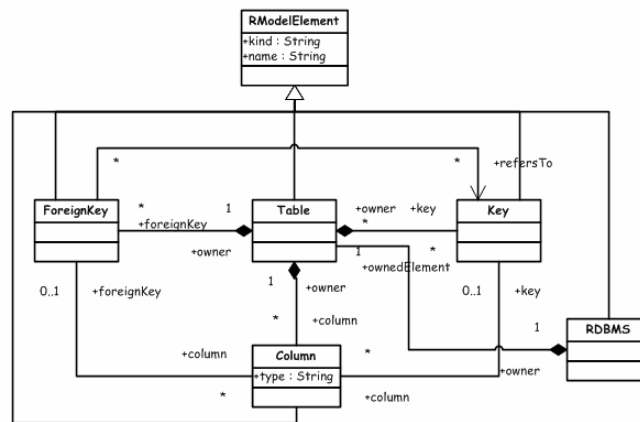 RModelElement
+kind : String
+name : String
* *
+refersTo
ForeignKey
*
+foreignKey
1
Table
+owner +key
*
Key
+owner
1
*
+ownedElement
0..1
+foreignKey
1
+owner
0..1
+key
*
+column
1
RDBMS
+column
Column
*
+type : String
+owner
*
+column